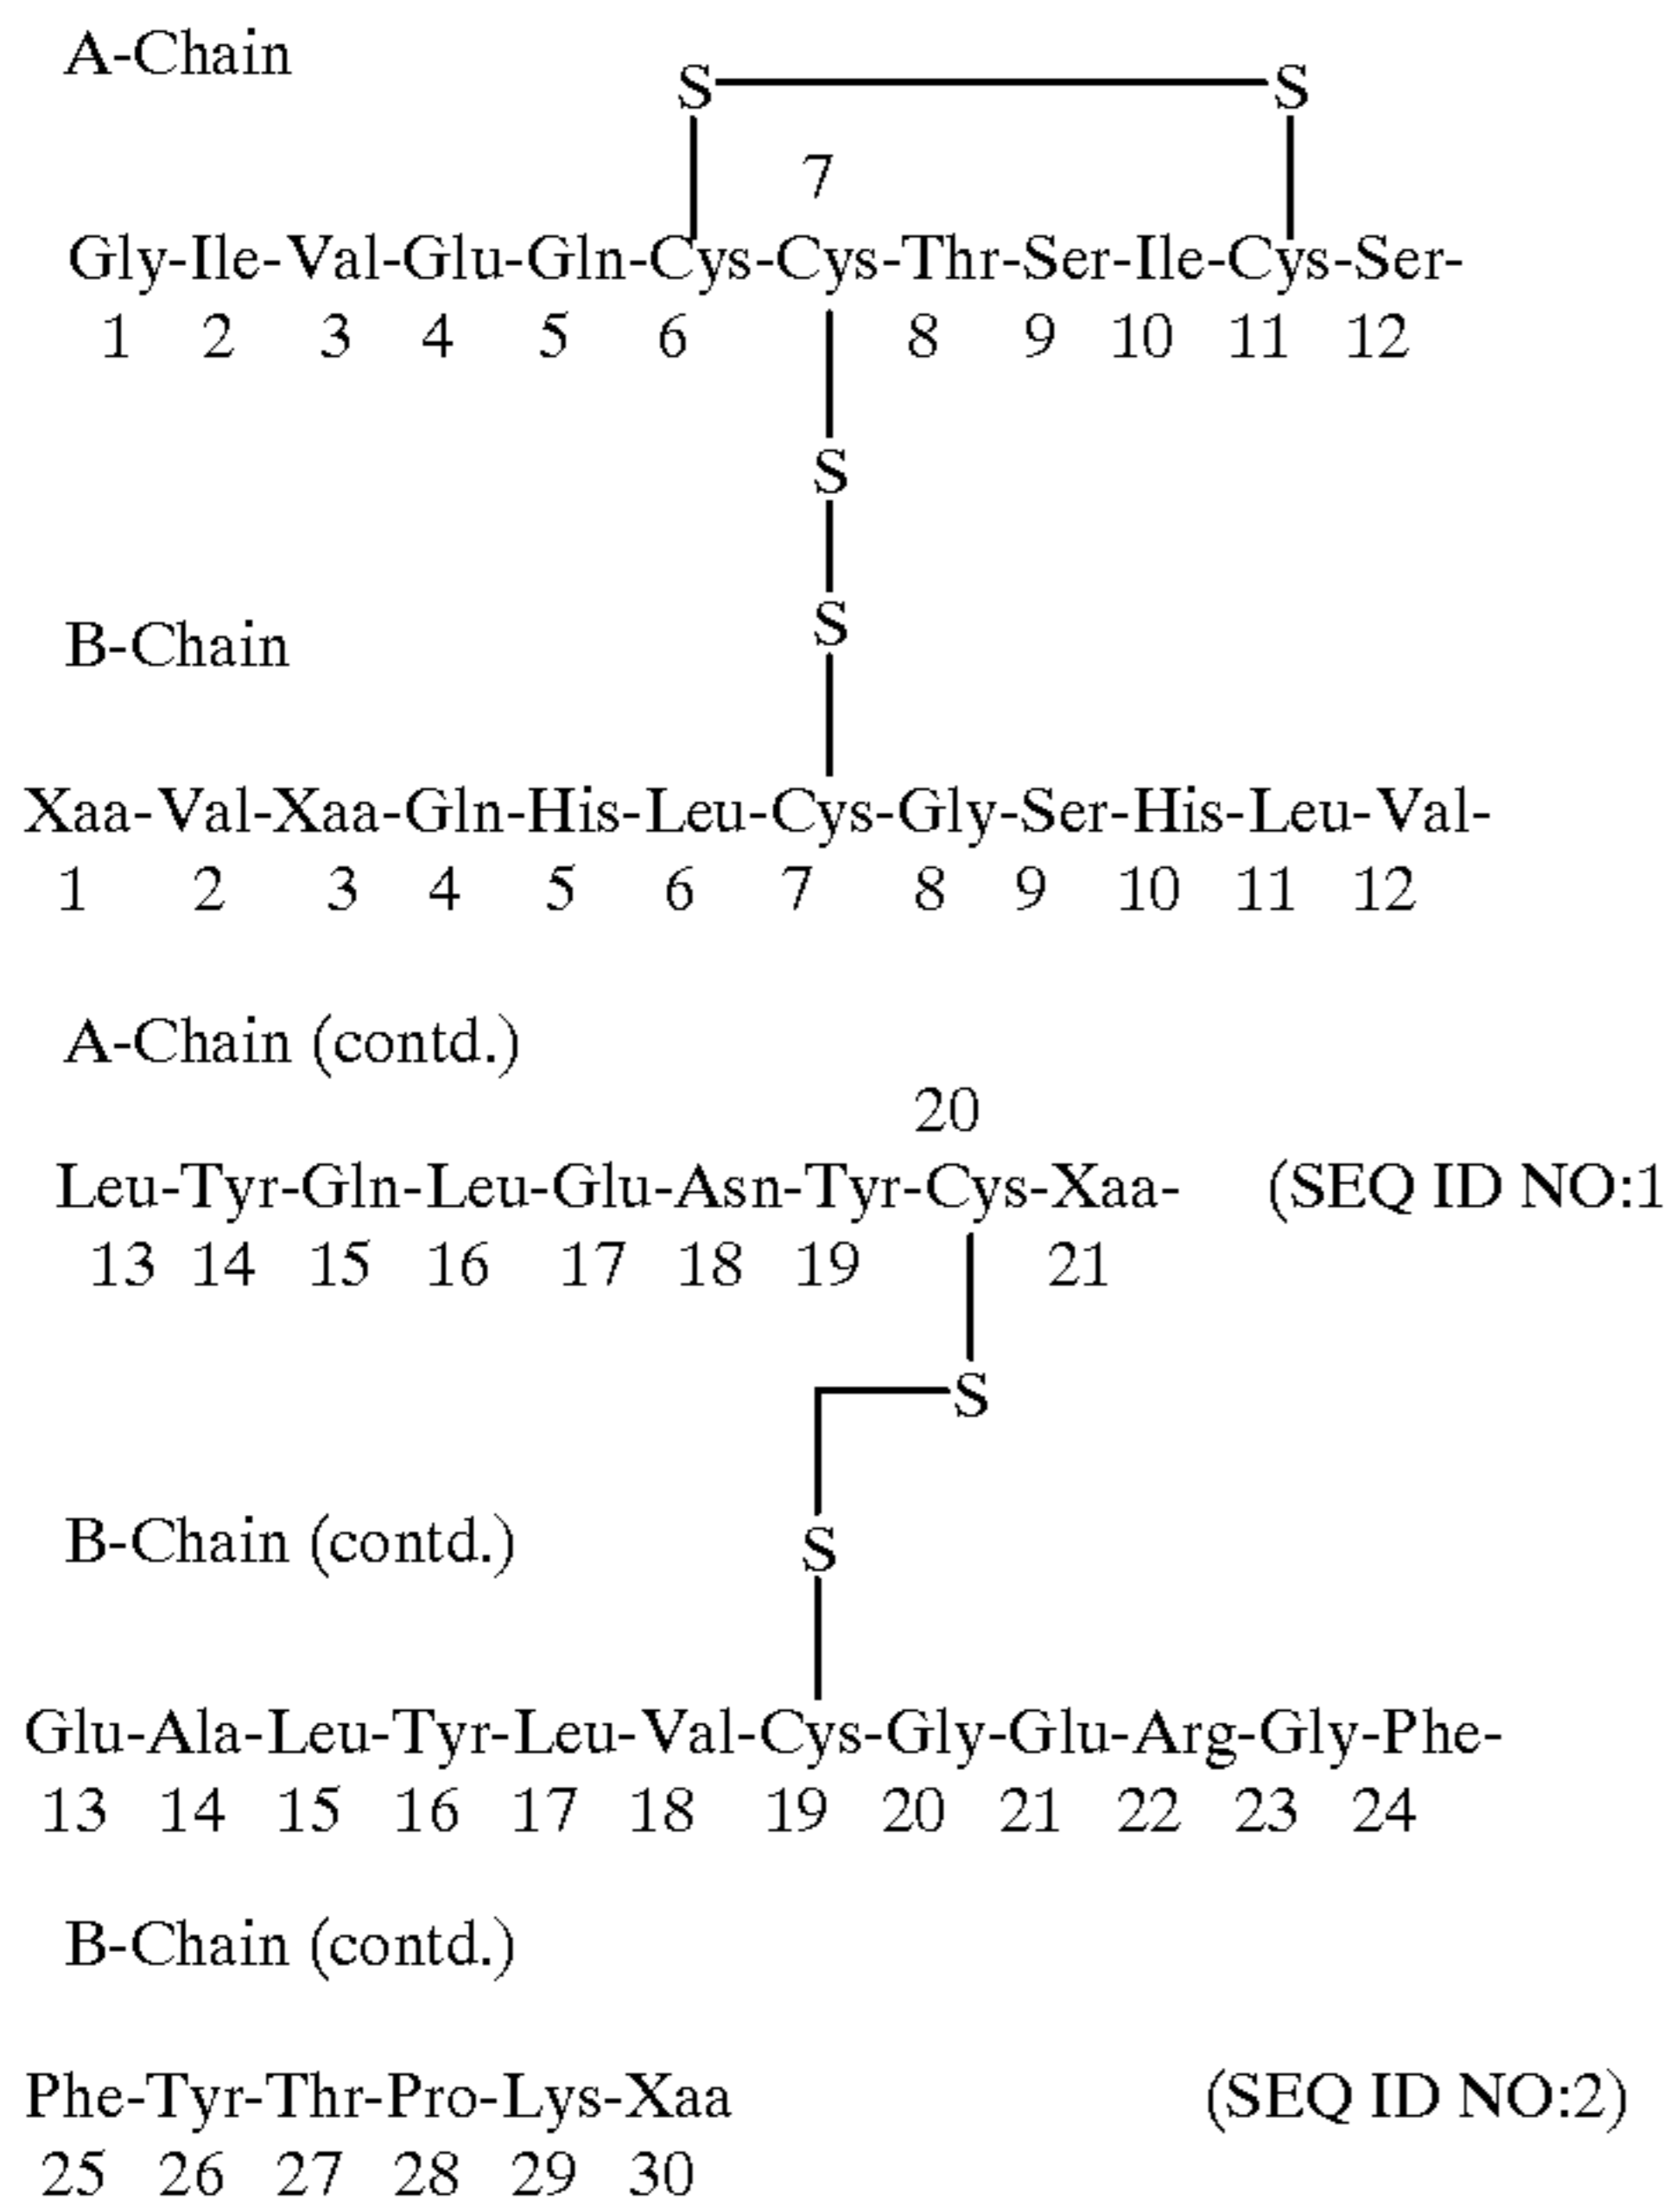 A-Chain
S S
7
Gly-Ile-Val-Glu-Gln-Cys-Cys-Thr-Ser-Ile-Cys-Ser-
1 2 3 4 5 6 8 9 10 11 12
S
S
B-Chain
Xaa-Val-Xaa-Gln-His-Leu-Cys-Gly-Ser-His-Leu-Val-
1 2 3 4 5 6 7 8 9 10 11 12
A-Chain (contd.)
20
Leu-Tyr-Gln-Leu-Glu-Asn-Tyr-Cys-Xaa- (SEQ ID NO:1
13 14 15 16 17 18 19 21
S
B-Chain (contd.)
S
Glu-Ala-Leu-Tyr-Leu-Val-Cys-Gly-Glu-Arg-Gly-Phe-
13 14 15 16 17 18 19 20 21 22 23 24
B-Chain (contd.)
Phe-Tyr-Thr-Pro-Lys-Xaa (SEQ ID NO:2)
25 26 27 28 29 30